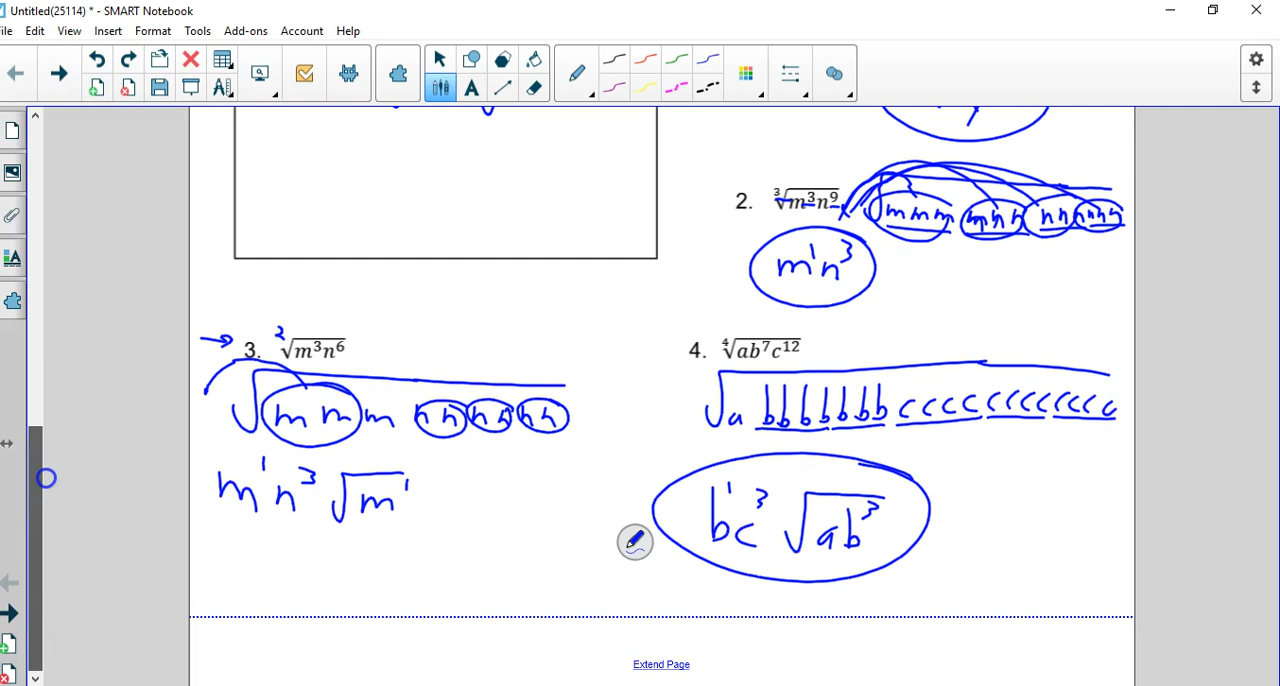 Untitled(25114) * - SMART Notebook
File Edit View Insert Format Tools Add-ons Account Help
2. ∛(m³n⁹) √(m m m n n n n n n n n n)
3
m¹n³
3. ²√(m³n⁶)
√(m m m n n n n n n)
m¹n³ √(m¹)
4. ∜(ab⁷c¹²)
√(a b b b b b b b c c c c c c c c c c c c)
b¹c³ √(ab³)
Extend Page